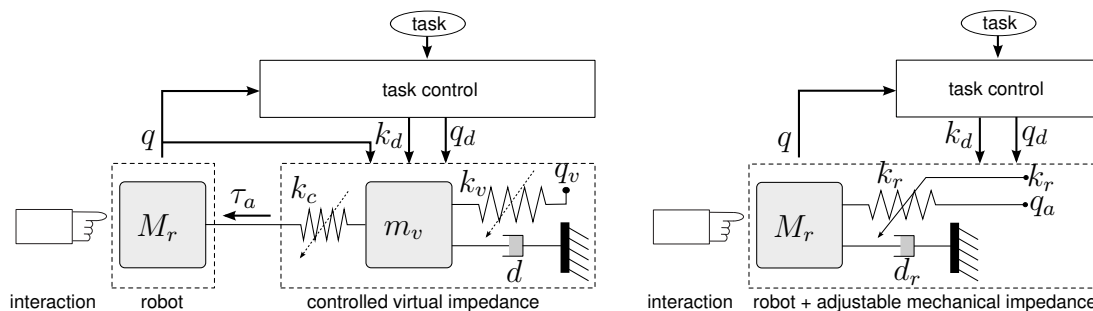 task
task control
q
k_d
q_d
k_c
k_v
q_v
τ_a
M_r
m_v
d
interaction
robot
controlled virtual impedance
task
task control
q
k_d
q_d
k_r
k_r
q_a
M_r
d_r
interaction
robot + adjustable mechanical impedance